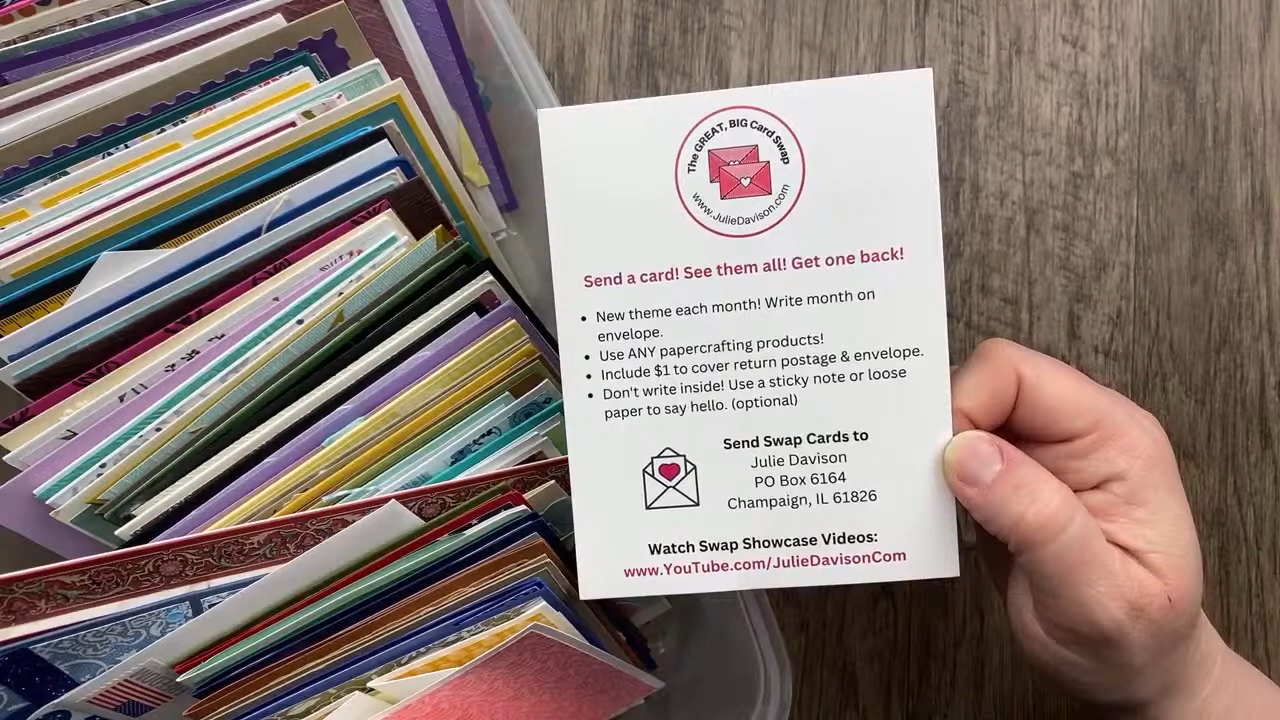 The GREAT, BIG Card Swap
www.JulieDavison.com
Send a card! See them all! Get one back!
• New theme each month! Write month on
envelope.
• Use ANY papercrafting products!
• Include $1 to cover return postage & envelope.
• Don't write inside! Use a sticky note or loose
paper to say hello. (optional)
Send Swap Cards to
Julie Davison
PO Box 6164
Champaign, IL 61826
Watch Swap Showcase Videos:
www.YouTube.com/JulieDavisonCom